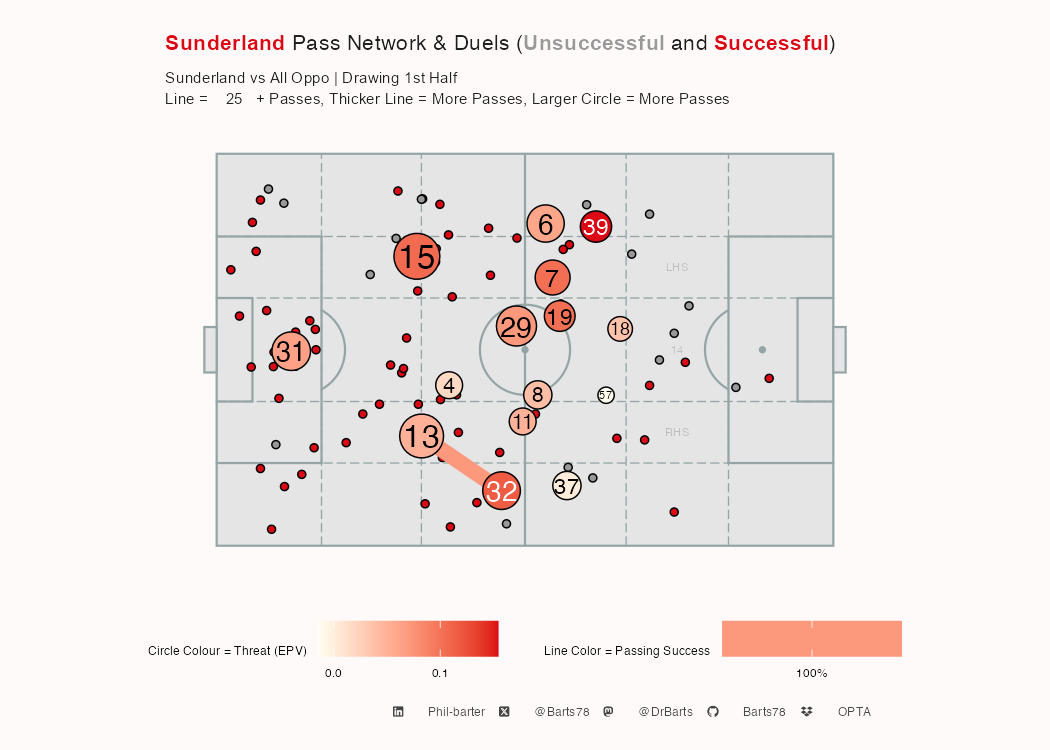 Sunderland Pass Network & Duels (Unsuccessful and Successful)
Sunderland vs All Oppo | Drawing 1st Half
Line = 25 + Passes, Thicker Line = More Passes, Larger Circle = More Passes
6
39
15
7
LHS
29
19
18
31
14
4
8
57
11
13
RHS
32
37
Circle Colour = Threat (EPV)
0.0
0.1
Line Color = Passing Success
100%
Phil-barter
@Barts78
@DrBarts
Barts78
OPTA